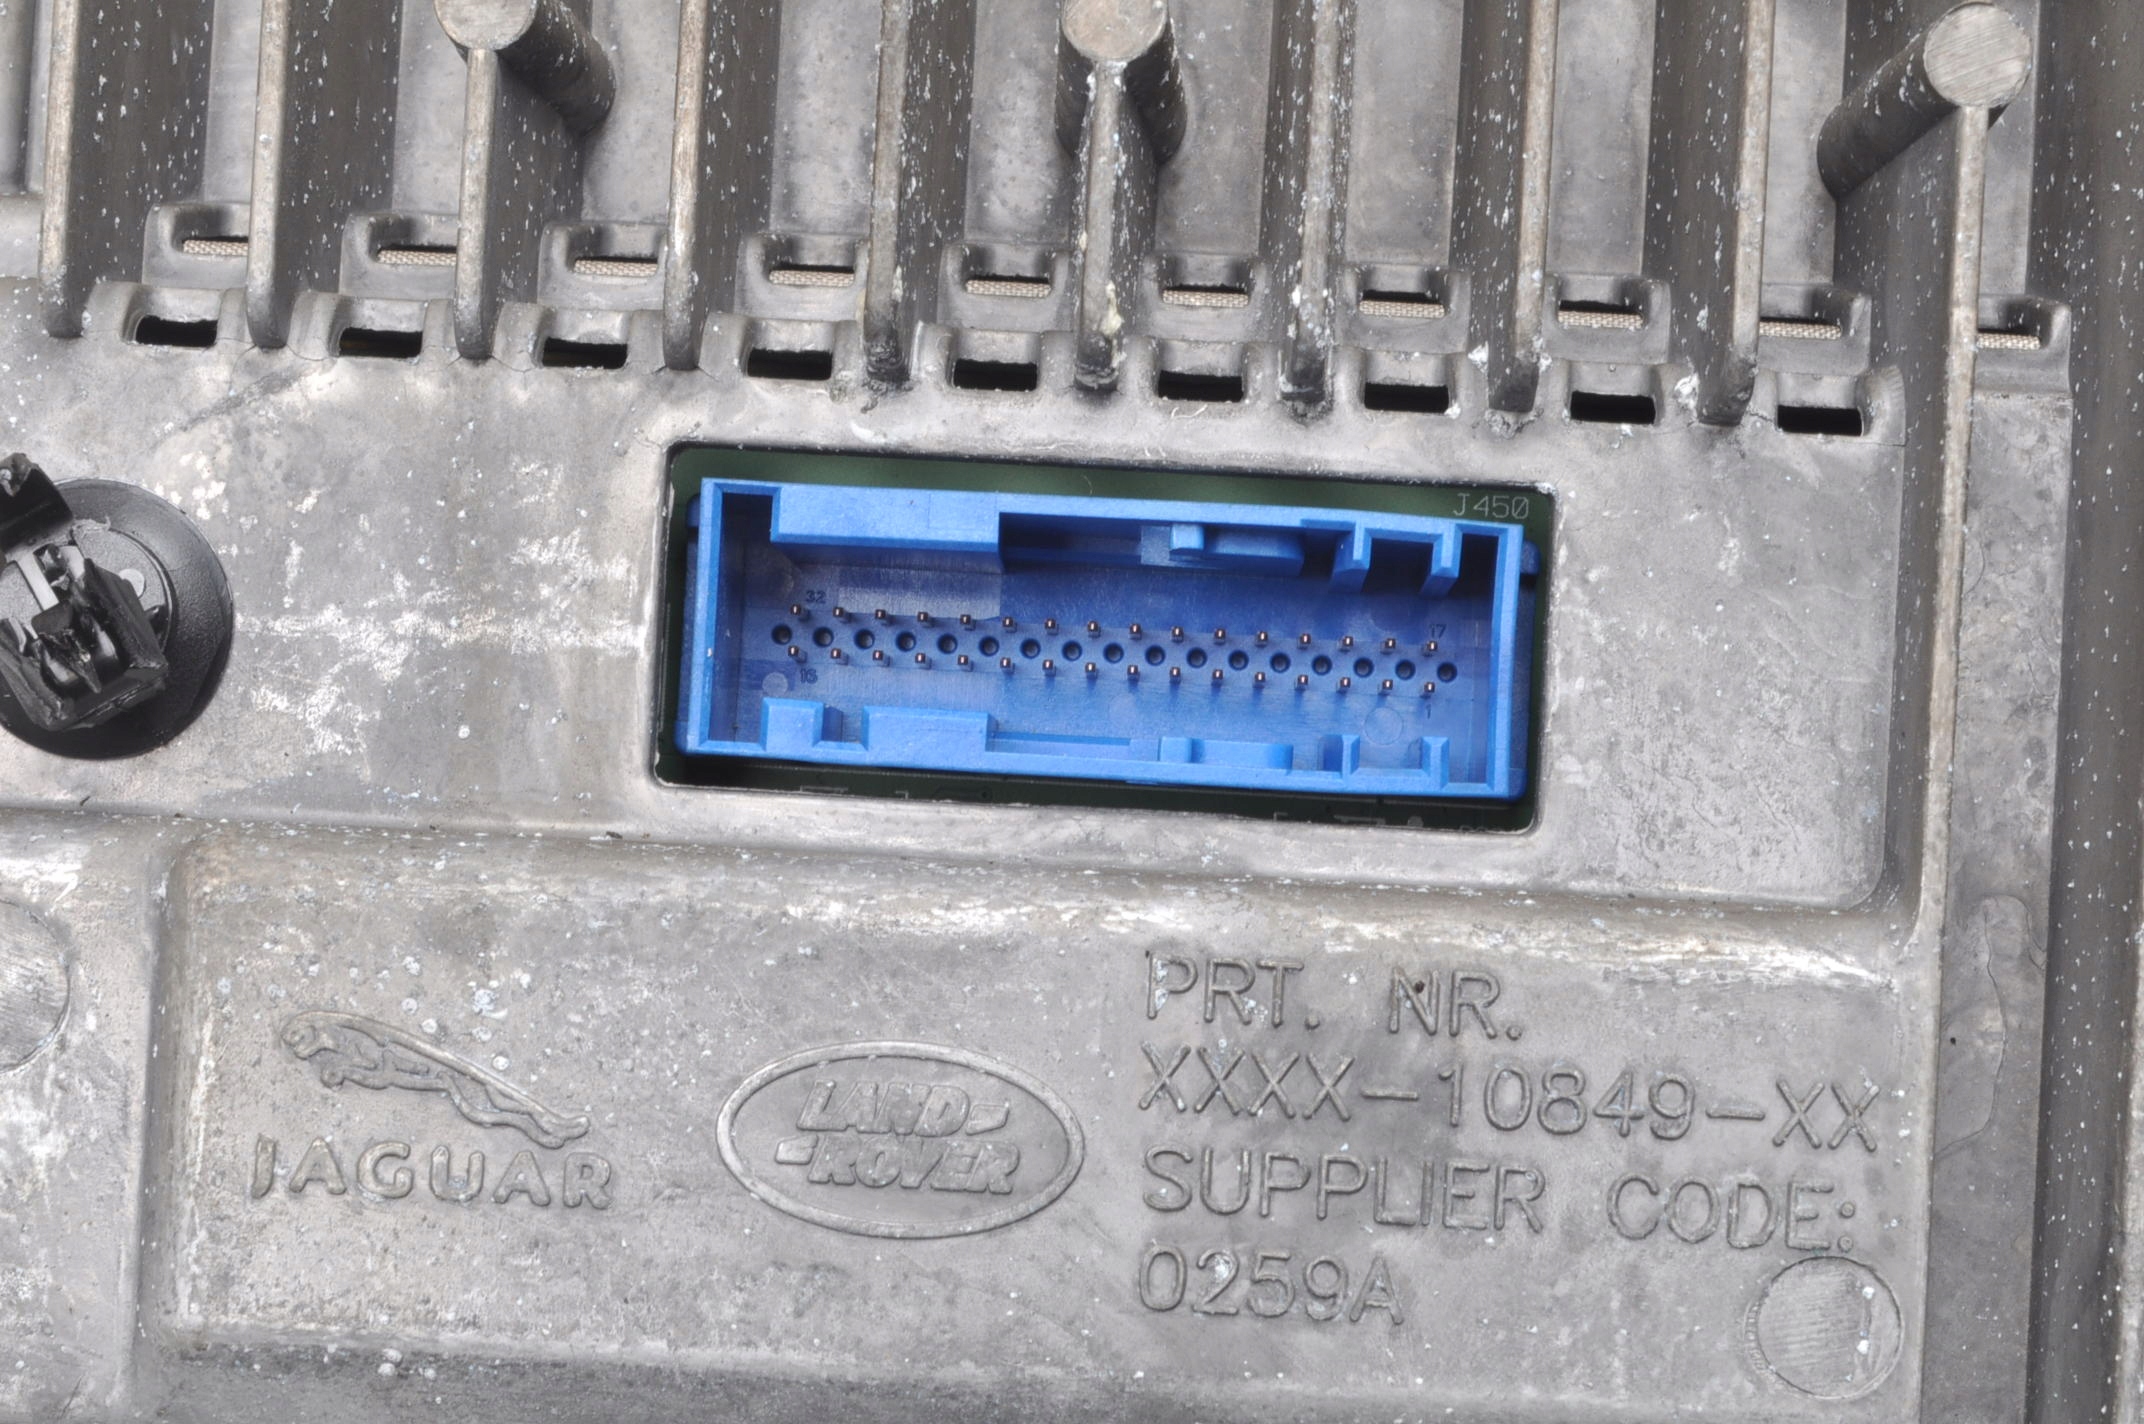 J450
32
17
16
1
JAGUAR
LAND-
-ROVER
PRT. NR.
XXXX-10849-XX
SUPPLIER CODE:
0259A